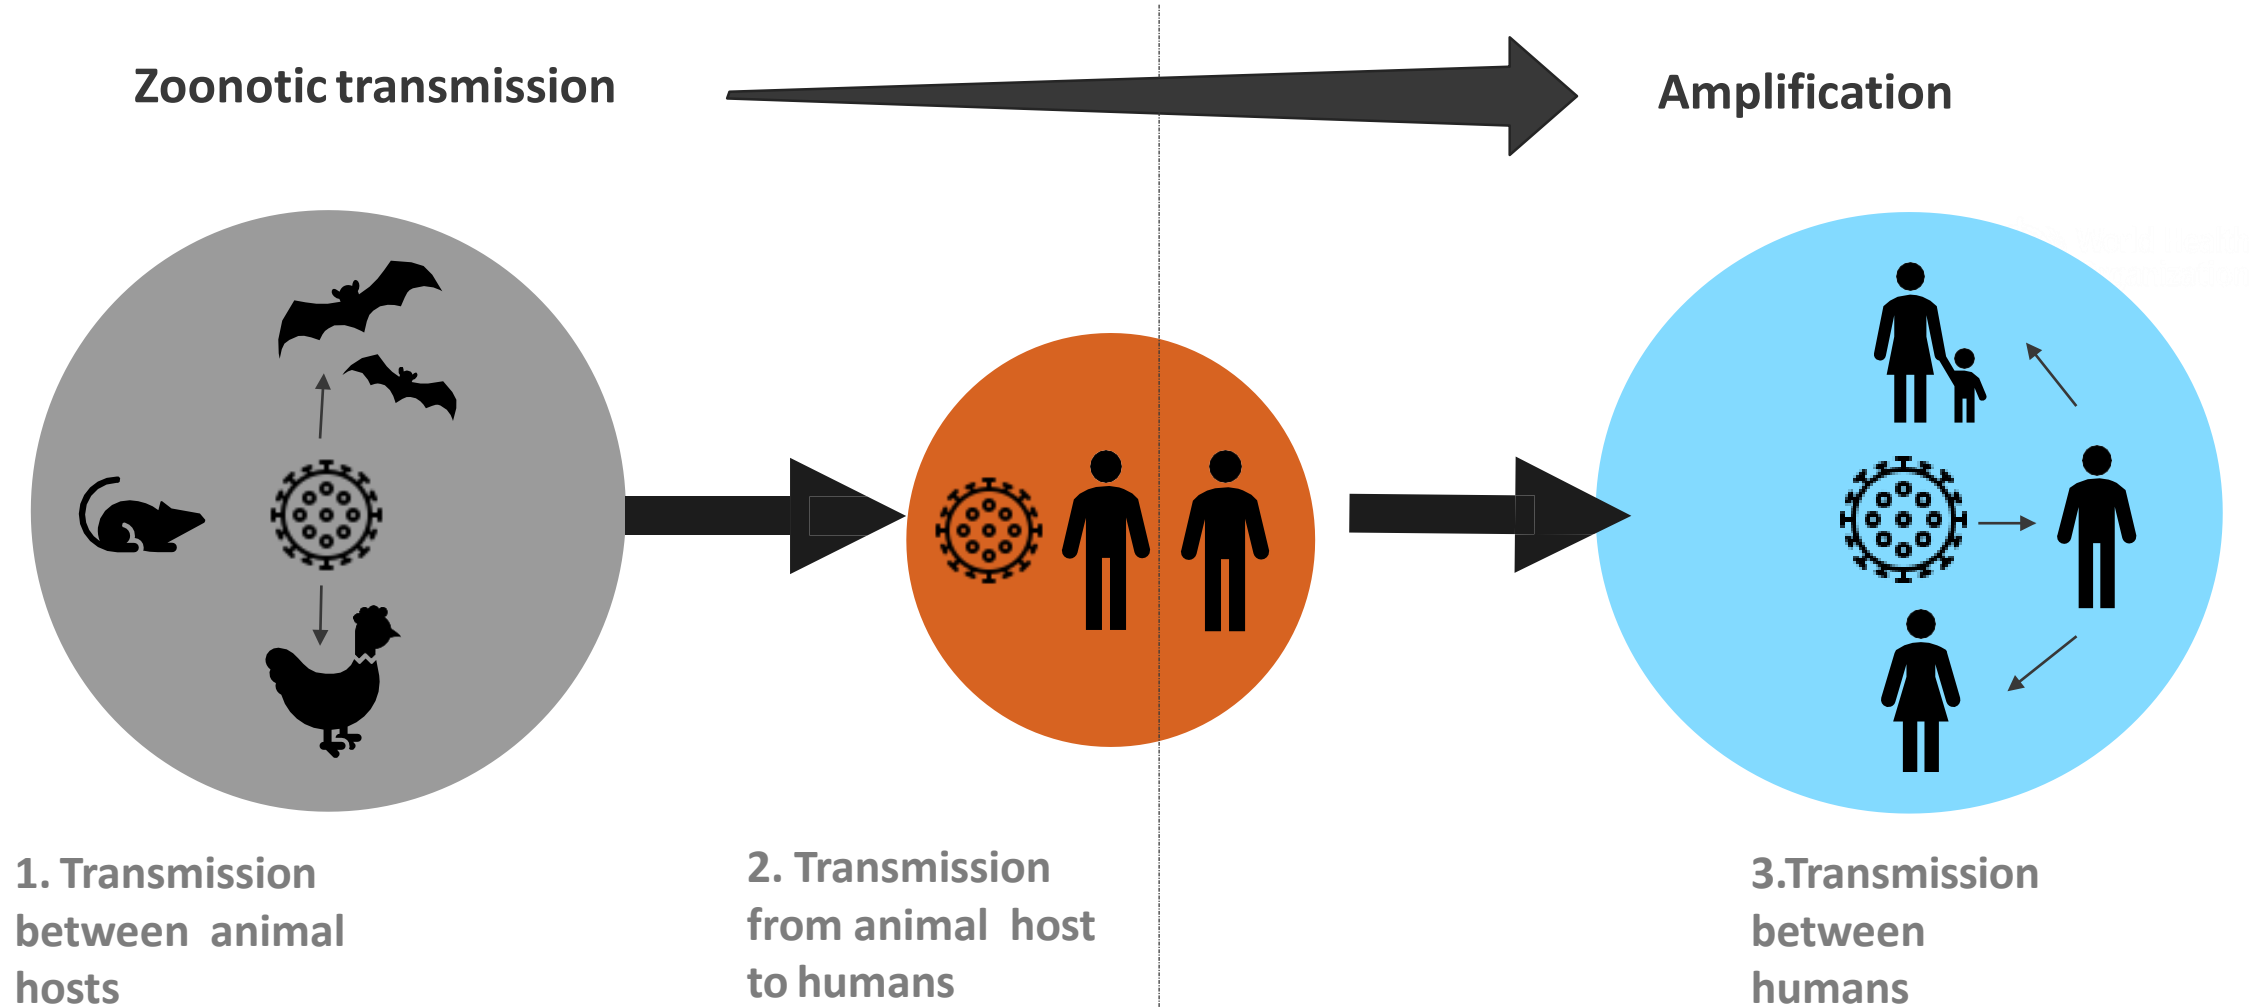 Zoonotic transmission
Amplification
1. Transmission
between animal
hosts
2. Transmission
from animal host
to humans
3.Transmission
between
humans